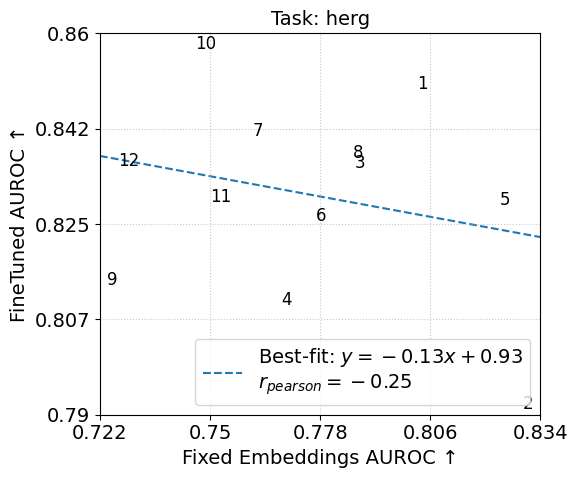 Task: herg
0.86
0.842
0.825
0.807
0.79
FineTuned AUROC ↑
10
1
7
8
3
12
11
5
6
9
4
2
Best-fit: y = −0.13x + 0.93
r_pearson = −0.25
0.722 0.75 0.778 0.806 0.834
Fixed Embeddings AUROC ↑